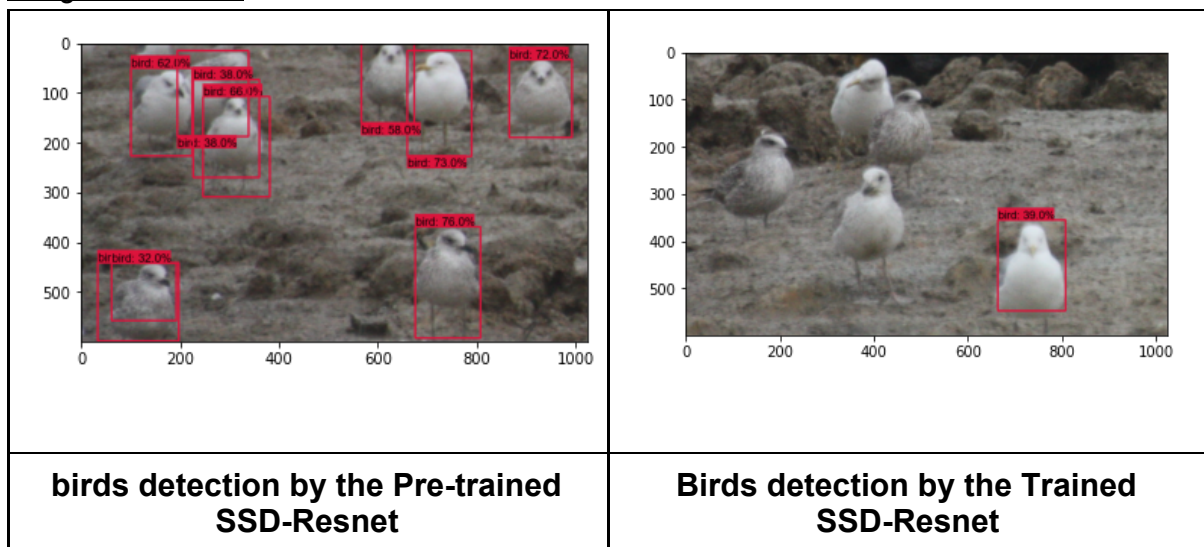 0
100
200
300
400
500
0 200 400 600 800 1000
bird: 62.0%
bird: 38.0%
bird: 66.0%
bird: 38.0%
bird: 58.0%
bird: 73.0%
bird: 72.0%
bird: 76.0%
bird: 32.0%
0
100
200
300
400
500
0 200 400 600 800 1000
bird: 39.0%
birds detection by the Pre-trained
SSD-Resnet
Birds detection by the Trained
SSD-Resnet